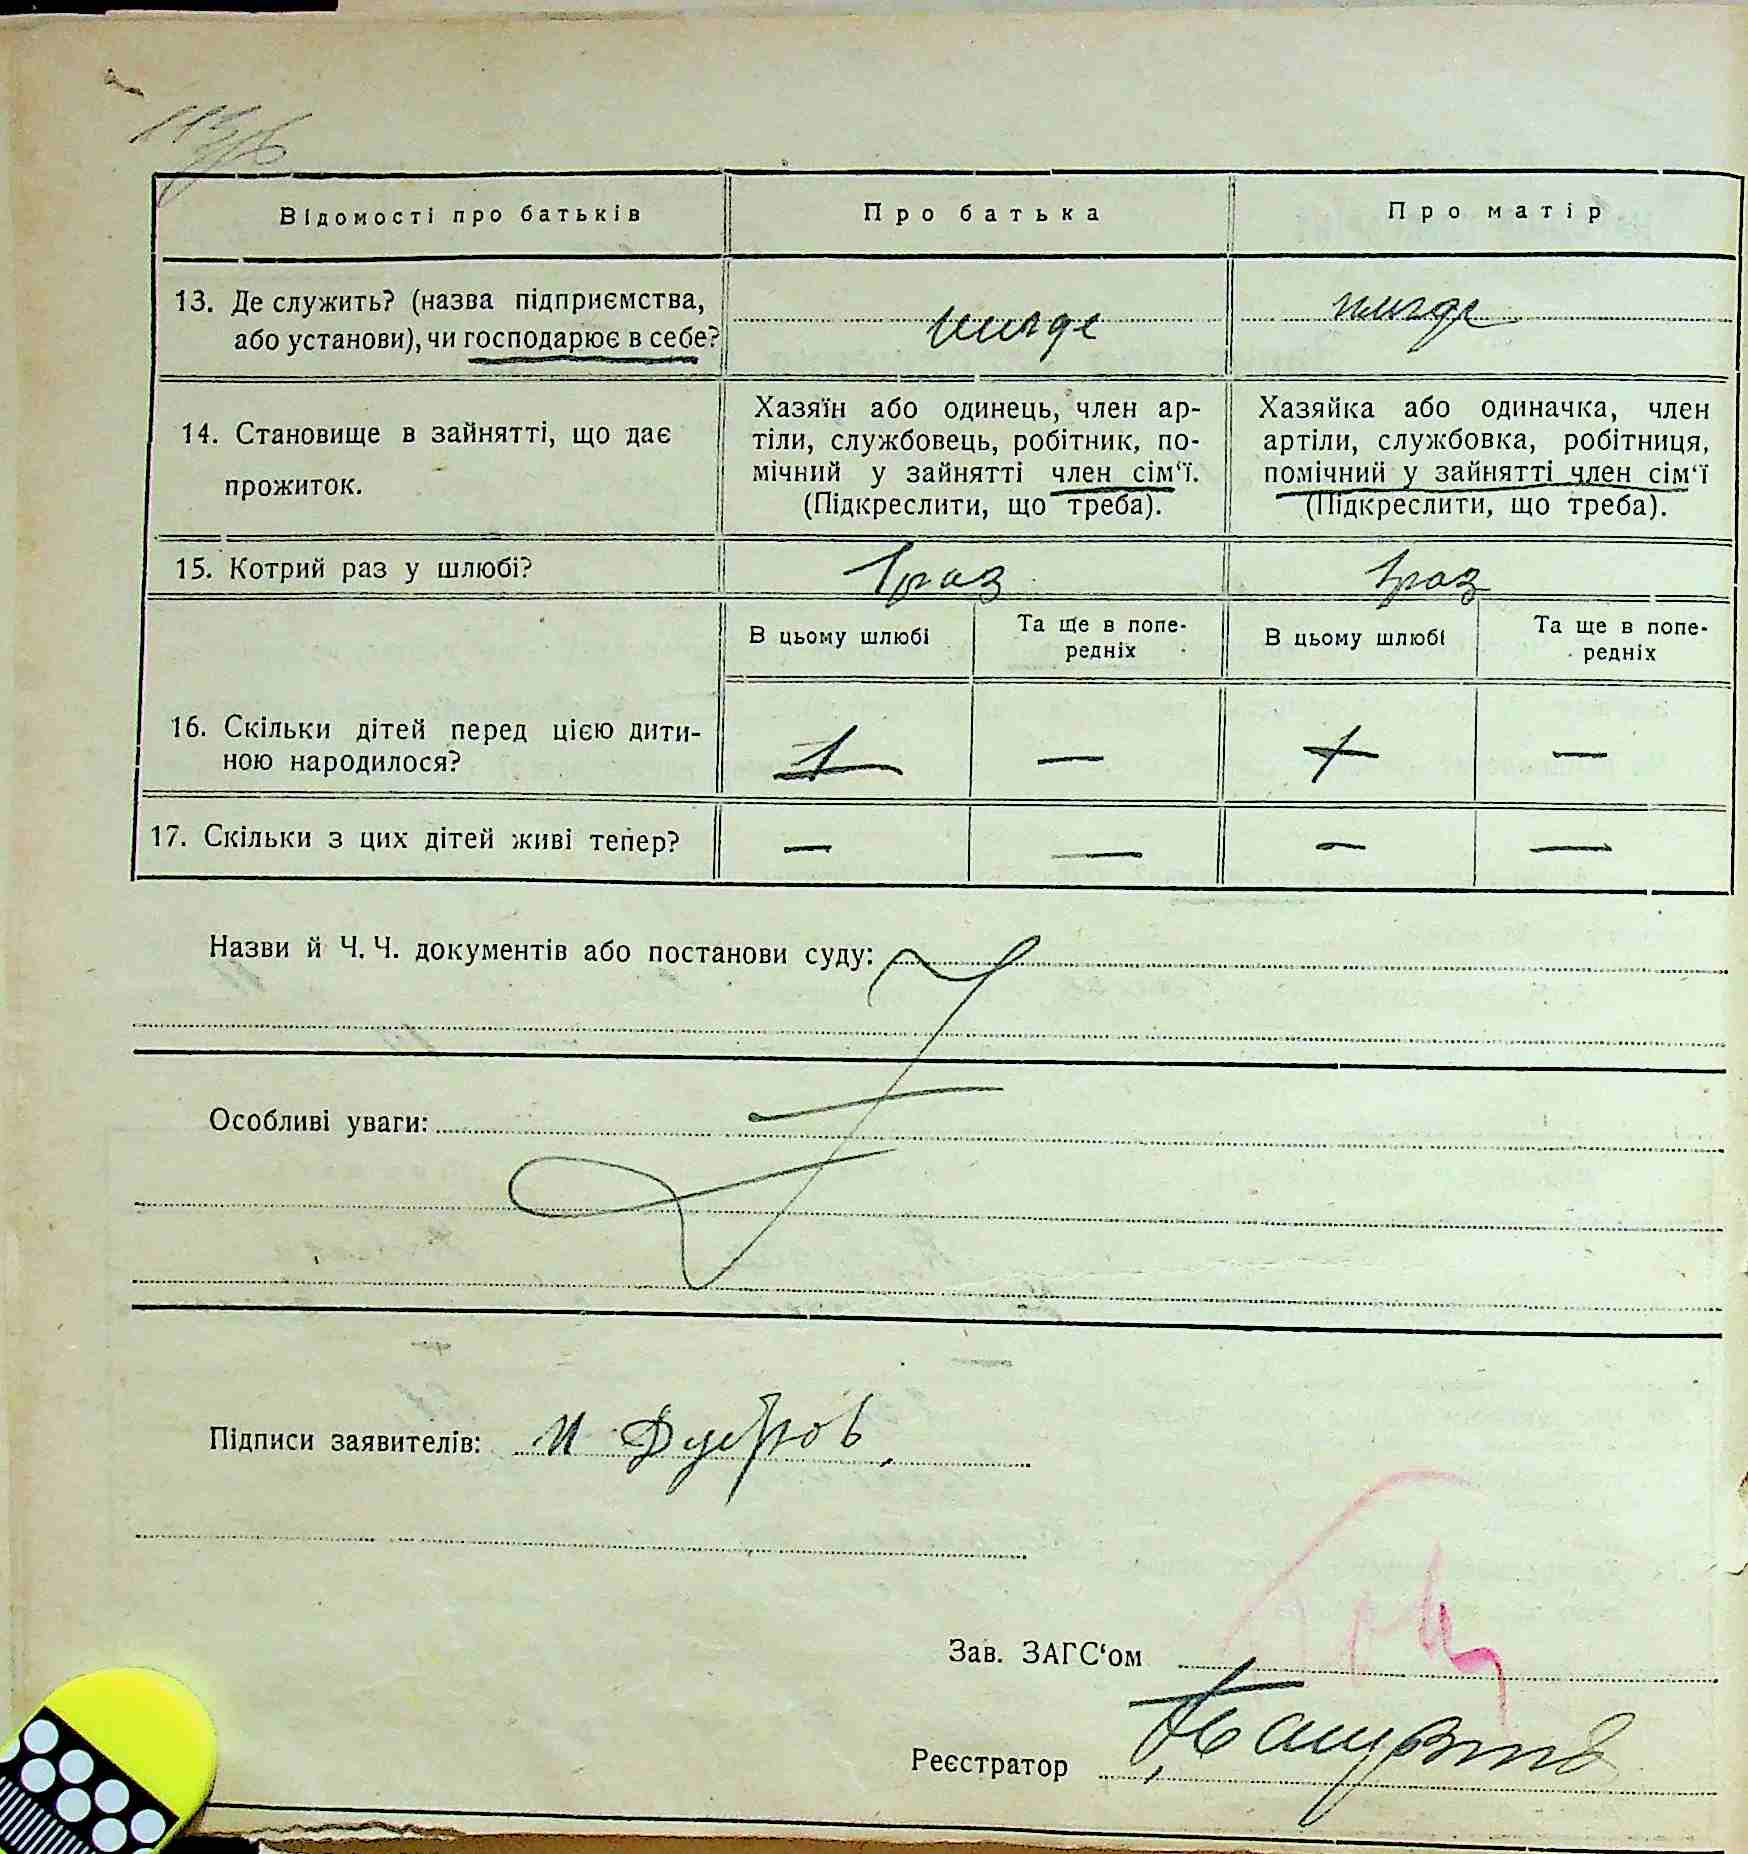 Відомості про батьків
Про батька
Про матір
13. Де служить? (назва підприємства,
або установи), чи господарює в себе?
нигде
нигде
14. Становище в зайнятті, що дає
прожиток.
Хазяїн або одинець, член ар-
тіли, службовець, робітник, по-
мічний у зайнятті член сім‘ї.
(Підкреслити, що треба).
Хазяйка або одиначка, член
артіли, службовка, робітниця,
помічний у зайнятті член сім‘ї
(Підкреслити, що треба).
15. Котрий раз у шлюбі?
1 раз
1 раз
В цьому шлюбі
Та ще в попе-
редніх
В цьому шлюбі
Та ще в попе-
редніх
16. Скільки дітей перед цією дити-
ною народилося?
1 — 1 —
17. Скільки з цих дітей живі тепер?
— — — —
Назви й Ч. Ч. документів або постанови суду:
Особливі уваги:
Підписи заявителів: И
Зав. ЗАГС‘ом
Реєстратор